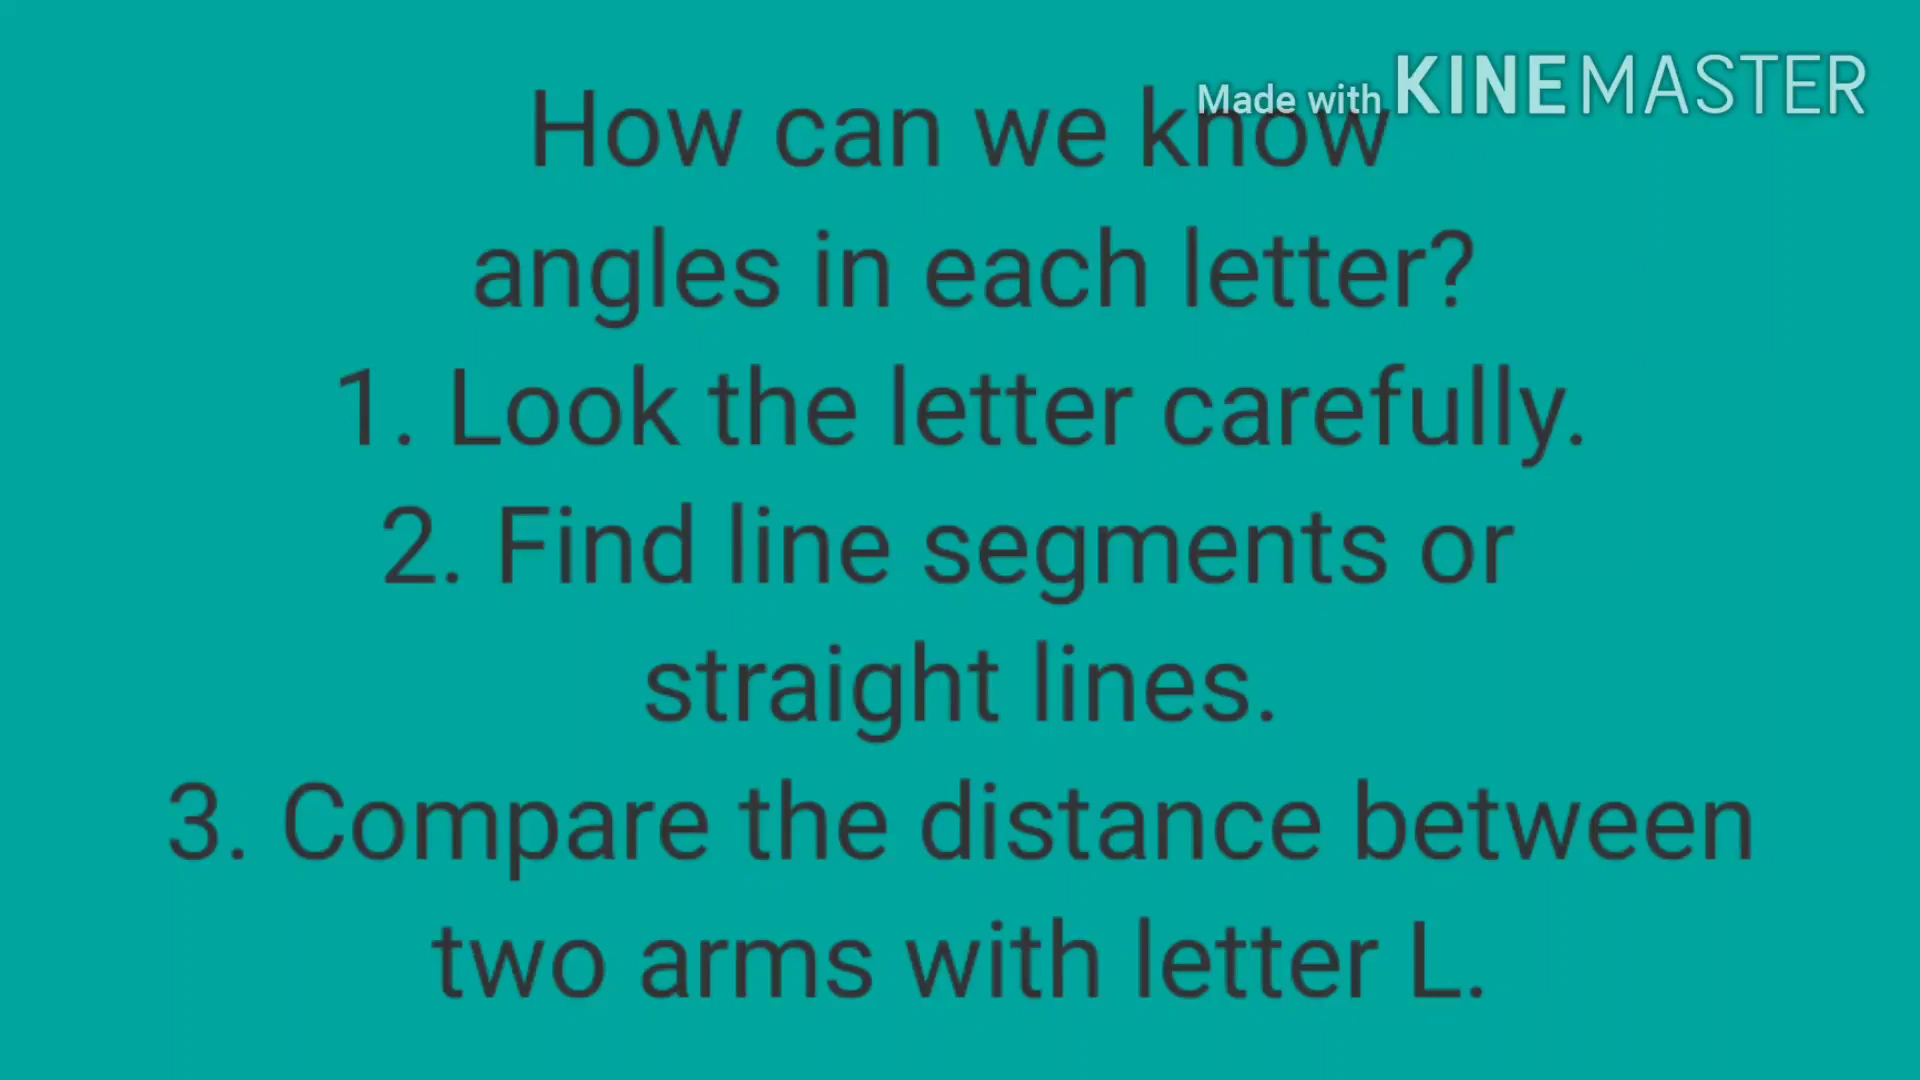 Made with KINEMASTER
How can we know
angles in each letter?
1. Look the letter carefully.
2. Find line segments or
straight lines.
3. Compare the distance between
two arms with letter L.